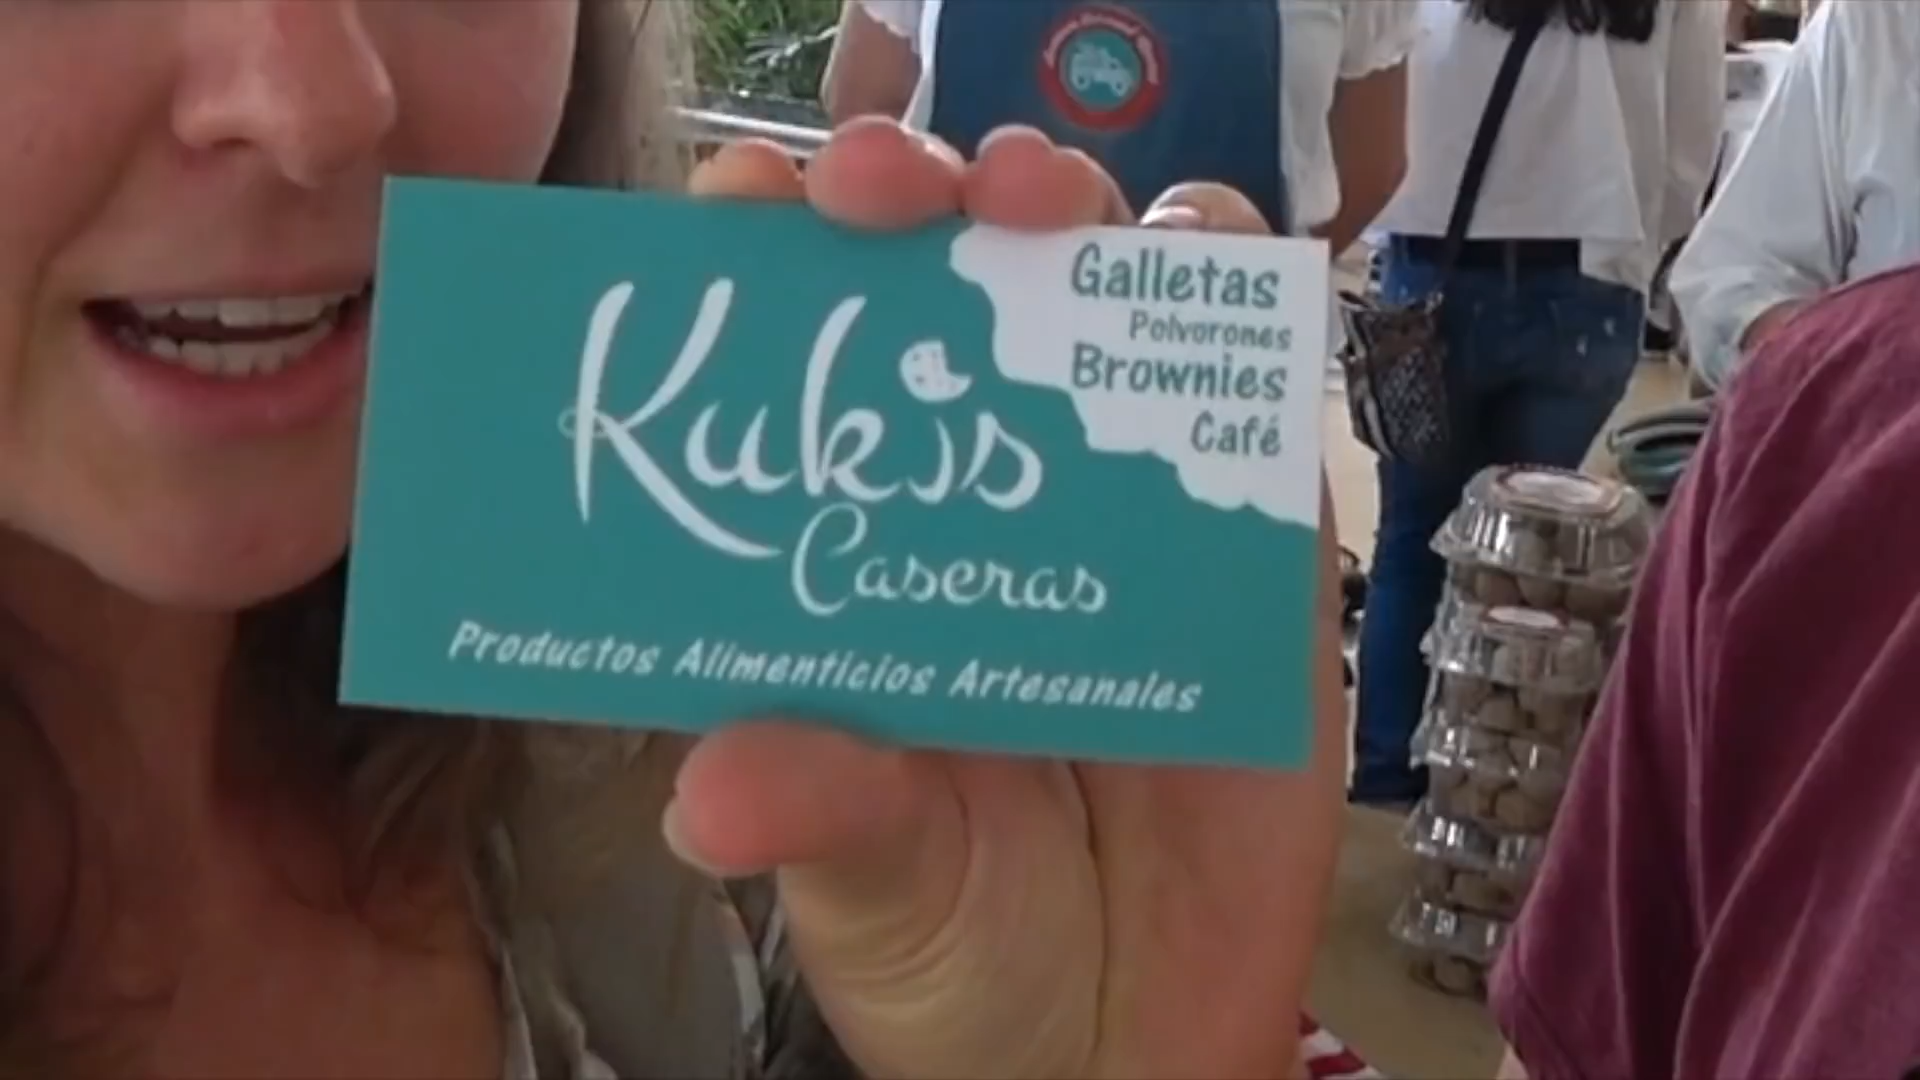 Galletas
Polvorones
Brownies
Café
Kukis
Caseras
Productos Alimenticios Artesanales